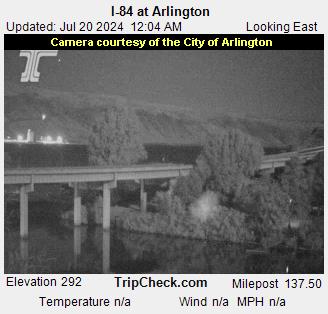 I-84 at Arlington
Updated: Jul 20 2024 12:04 AM Looking East
Camera courtesy of the City of Arlington
Elevation 292 TripCheck.com Milepost 137.50
Temperature n/a Wind n/a MPH n/a